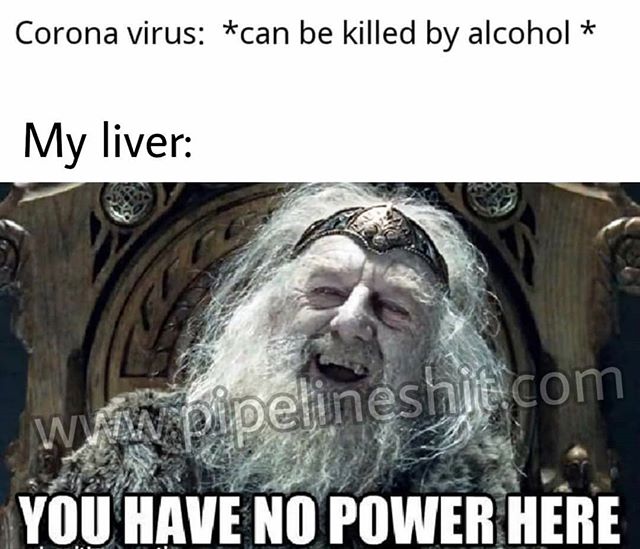 Corona virus: *can be killed by alcohol *
My liver:
www.pipelineshit.com
YOU HAVE NO POWER HERE